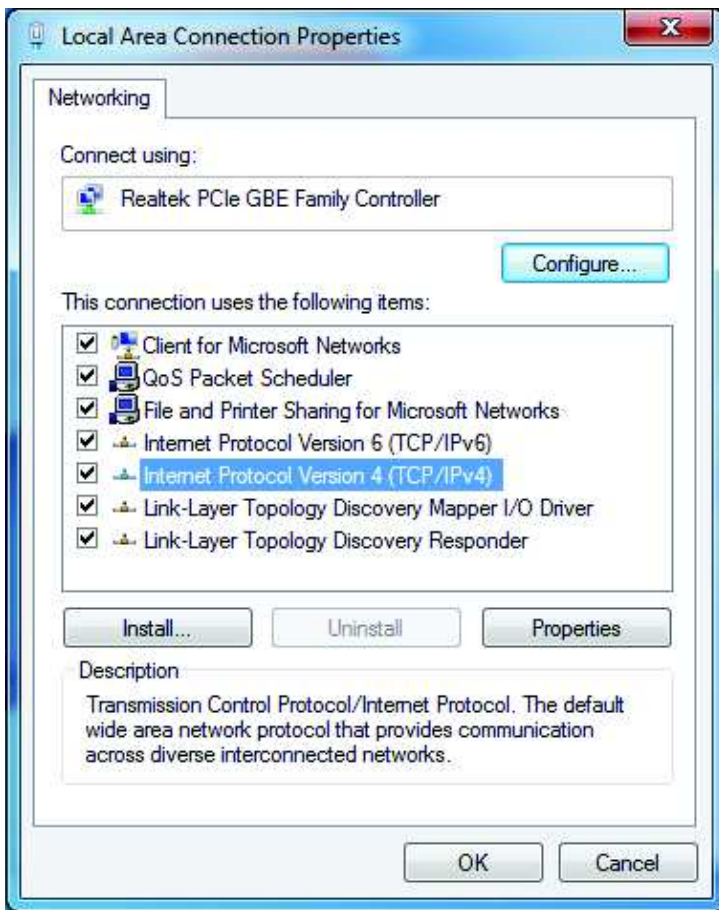 Local Area Connection Properties
Networking
Connect using:
Realtek PCIe GBE Family Controller
Configure...
This connection uses the following items:
Client for Microsoft Networks
QoS Packet Scheduler
File and Printer Sharing for Microsoft Networks
Internet Protocol Version 6 (TCP/IPv6)
Internet Protocol Version 4 (TCP/IPv4)
Link-Layer Topology Discovery Mapper I/O Driver
Link-Layer Topology Discovery Responder
Install...
Uninstall
Properties
Description
Transmission Control Protocol/Internet Protocol. The default
wide area network protocol that provides communication
across diverse interconnected networks.
OK
Cancel